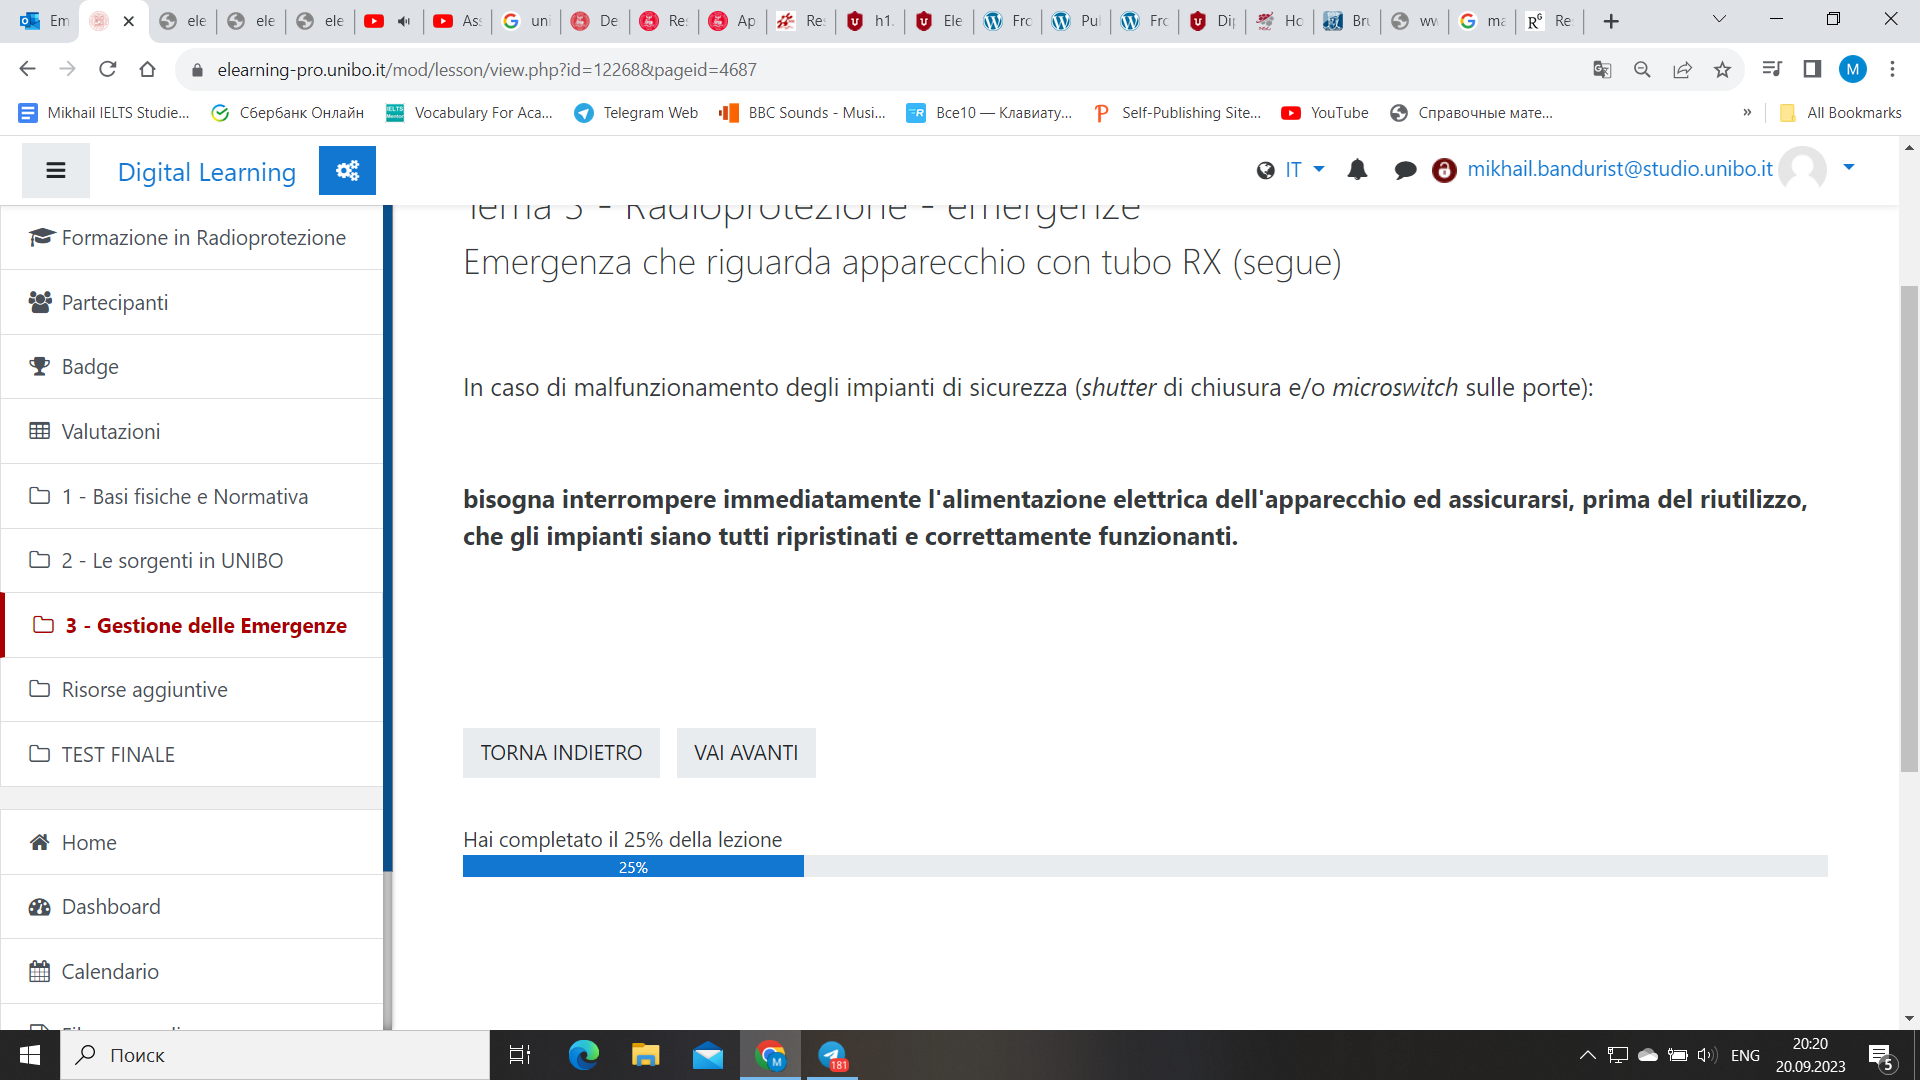 Em
ele
ele
ele
Ass
uni
De
Res
Ap
Res
h1.
Ele
Fro
Pul
Fro
Dip
Ho
Bru
ww
ma
Re
elearning-pro.unibo.it/mod/lesson/view.php?id=12268&pageid=4687
M
Mikhail IELTS Studie...
Сбербанк Онлайн
Vocabulary For Aca...
Telegram Web
BBC Sounds - Musi...
Все10 — Клавиату...
Self-Publishing Site...
YouTube
Справочные мате...
»
All Bookmarks
Digital Learning
IT
mikhail.bandurist@studio.unibo.it
Formazione in Radioprotezione
Partecipanti
Badge
Valutazioni
1 - Basi fisiche e Normativa
2 - Le sorgenti in UNIBO
3 - Gestione delle Emergenze
Risorse aggiuntive
TEST FINALE
Home
Dashboard
Calendario
Tema 3 - Radioprotezione - emergenze
Emergenza che riguarda apparecchio con tubo RX (segue)
In caso di malfunzionamento degli impianti di sicurezza (shutter di chiusura e/o microswitch sulle porte):
bisogna interrompere immediatamente l'alimentazione elettrica dell'apparecchio ed assicurarsi, prima del riutilizzo,
che gli impianti siano tutti ripristinati e correttamente funzionanti.
TORNA INDIETRO
VAI AVANTI
Hai completato il 25% della lezione
25%
Поиск
M
181
ENG
20:20
20.09.2023
5